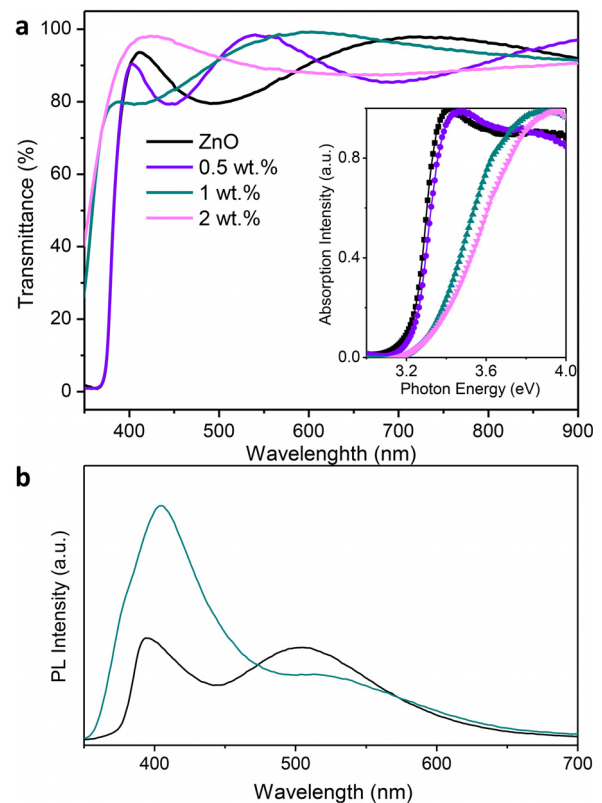 a
100
80
60
40
20
0
Transmittance (%)
ZnO
0.5 wt.%
1 wt.%
2 wt.%
0.8
0.4
0.0
Absorption Intensity (a.u.)
3.2 3.6 4.0
Photon Energy (eV)
400 500 600 700 800 900
Wavelenghth (nm)
b
PL Intensity (a.u.)
400 500 600 700
Wavelength (nm)